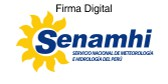 Firma Digital
Senamhi
SERVICIO NACIONAL DE METEOROLOGÍA
E HIDROLOGÍA DEL PERÚ